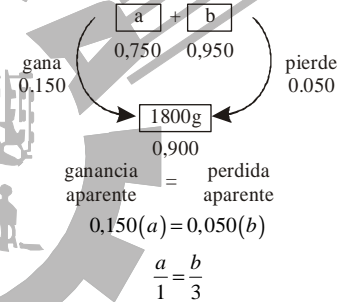 a + b
0,750 0,950
gana
0.150
pierde
0.050
1800g
0,900
ganancia aparente = perdida aparente
0,150(a) = 0,050(b)
a/1 = b/3